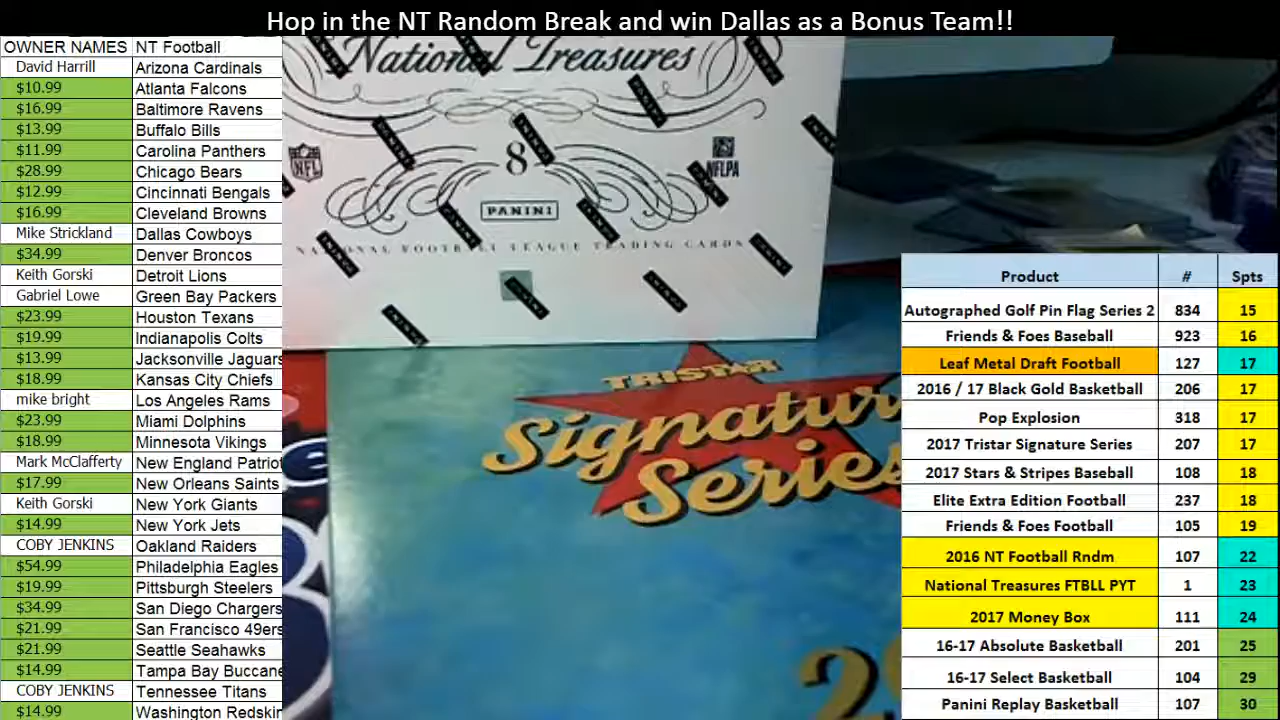 Hop in the NT Random Break and win Dallas as a Bonus Team!!
OWNER NAMES NT Football
David Harrill Arizona Cardinals
$10.99 Atlanta Falcons
$16.99 Baltimore Ravens
$13.99 Buffalo Bills
$11.99 Carolina Panthers
$28.99 Chicago Bears
$12.99 Cincinnati Bengals
$16.99 Cleveland Browns
Mike Strickland Dallas Cowboys
$34.99 Denver Broncos
Keith Gorski Detroit Lions
Gabriel Lowe Green Bay Packers
$23.99 Houston Texans
$19.99 Indianapolis Colts
$13.99 Jacksonville Jaguars
$18.99 Kansas City Chiefs
mike bright Los Angeles Rams
$23.99 Miami Dolphins
$18.99 Minnesota Vikings
Mark McClafferty New England Patriot
$17.99 New Orleans Saints
Keith Gorski New York Giants
$14.99 New York Jets
COBY JENKINS Oakland Raiders
$54.99 Philadelphia Eagles
$19.99 Pittsburgh Steelers
$34.99 San Diego Chargers
$21.99 San Francisco 49ers
$21.99 Seattle Seahawks
$14.99 Tampa Bay Buccane
COBY JENKINS Tennessee Titans
$14.99 Washington Redskin
National Treasures
NFL
8
NFLPA
PANINI
NATIONAL FOOTBALL LEAGUE TRADING CARDS
TRISTAR
Signature
Series
Product # Spts
Autographed Golf Pin Flag Series 2 834 15
Friends & Foes Baseball 923 16
Leaf Metal Draft Football 127 17
2016 / 17 Black Gold Basketball 206 17
Pop Explosion 318 17
2017 Tristar Signature Series 207 17
2017 Stars & Stripes Baseball 108 18
Elite Extra Edition Football 237 18
Friends & Foes Football 105 19
2016 NT Football Rndm 107 22
National Treasures FTBLL PYT 1 23
2017 Money Box 111 24
16-17 Absolute Basketball 201 25
16-17 Select Basketball 104 29
Panini Replay Basketball 107 30